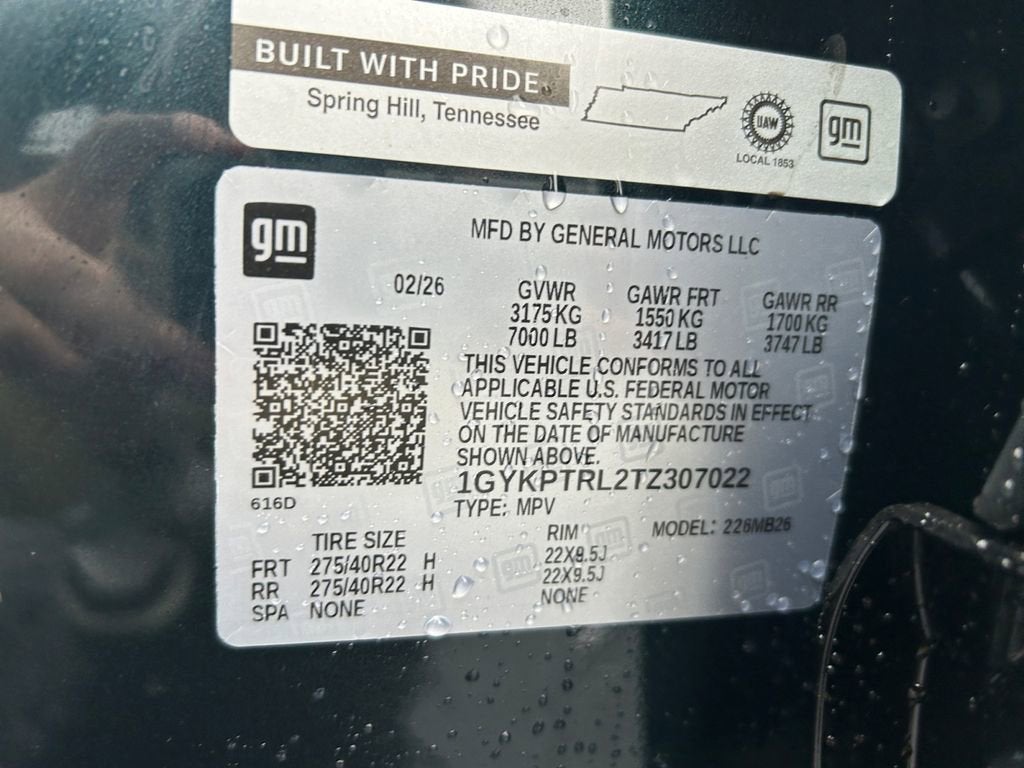 BUILT WITH PRIDE
Spring Hill, Tennessee
UAW
LOCAL 1853
gm
gm
MFD BY GENERAL MOTORS LLC
02/26
GVWR GAWR FRT GAWR RR
3175 KG 1550 KG 1700 KG
7000 LB 3417 LB 3747 LB
THIS VEHICLE CONFORMS TO ALL
APPLICABLE U.S. FEDERAL MOTOR
VEHICLE SAFETY STANDARDS IN EFFECT
ON THE DATE OF MANUFACTURE
SHOWN ABOVE.
1GYKPTRL2TZ307022
616D
TYPE: MPV
MODEL: 226MB26
TIRE SIZE RIM
FRT 275/40R22 H 22X9.5J
RR 275/40R22 H 22X9.5J
SPA NONE NONE